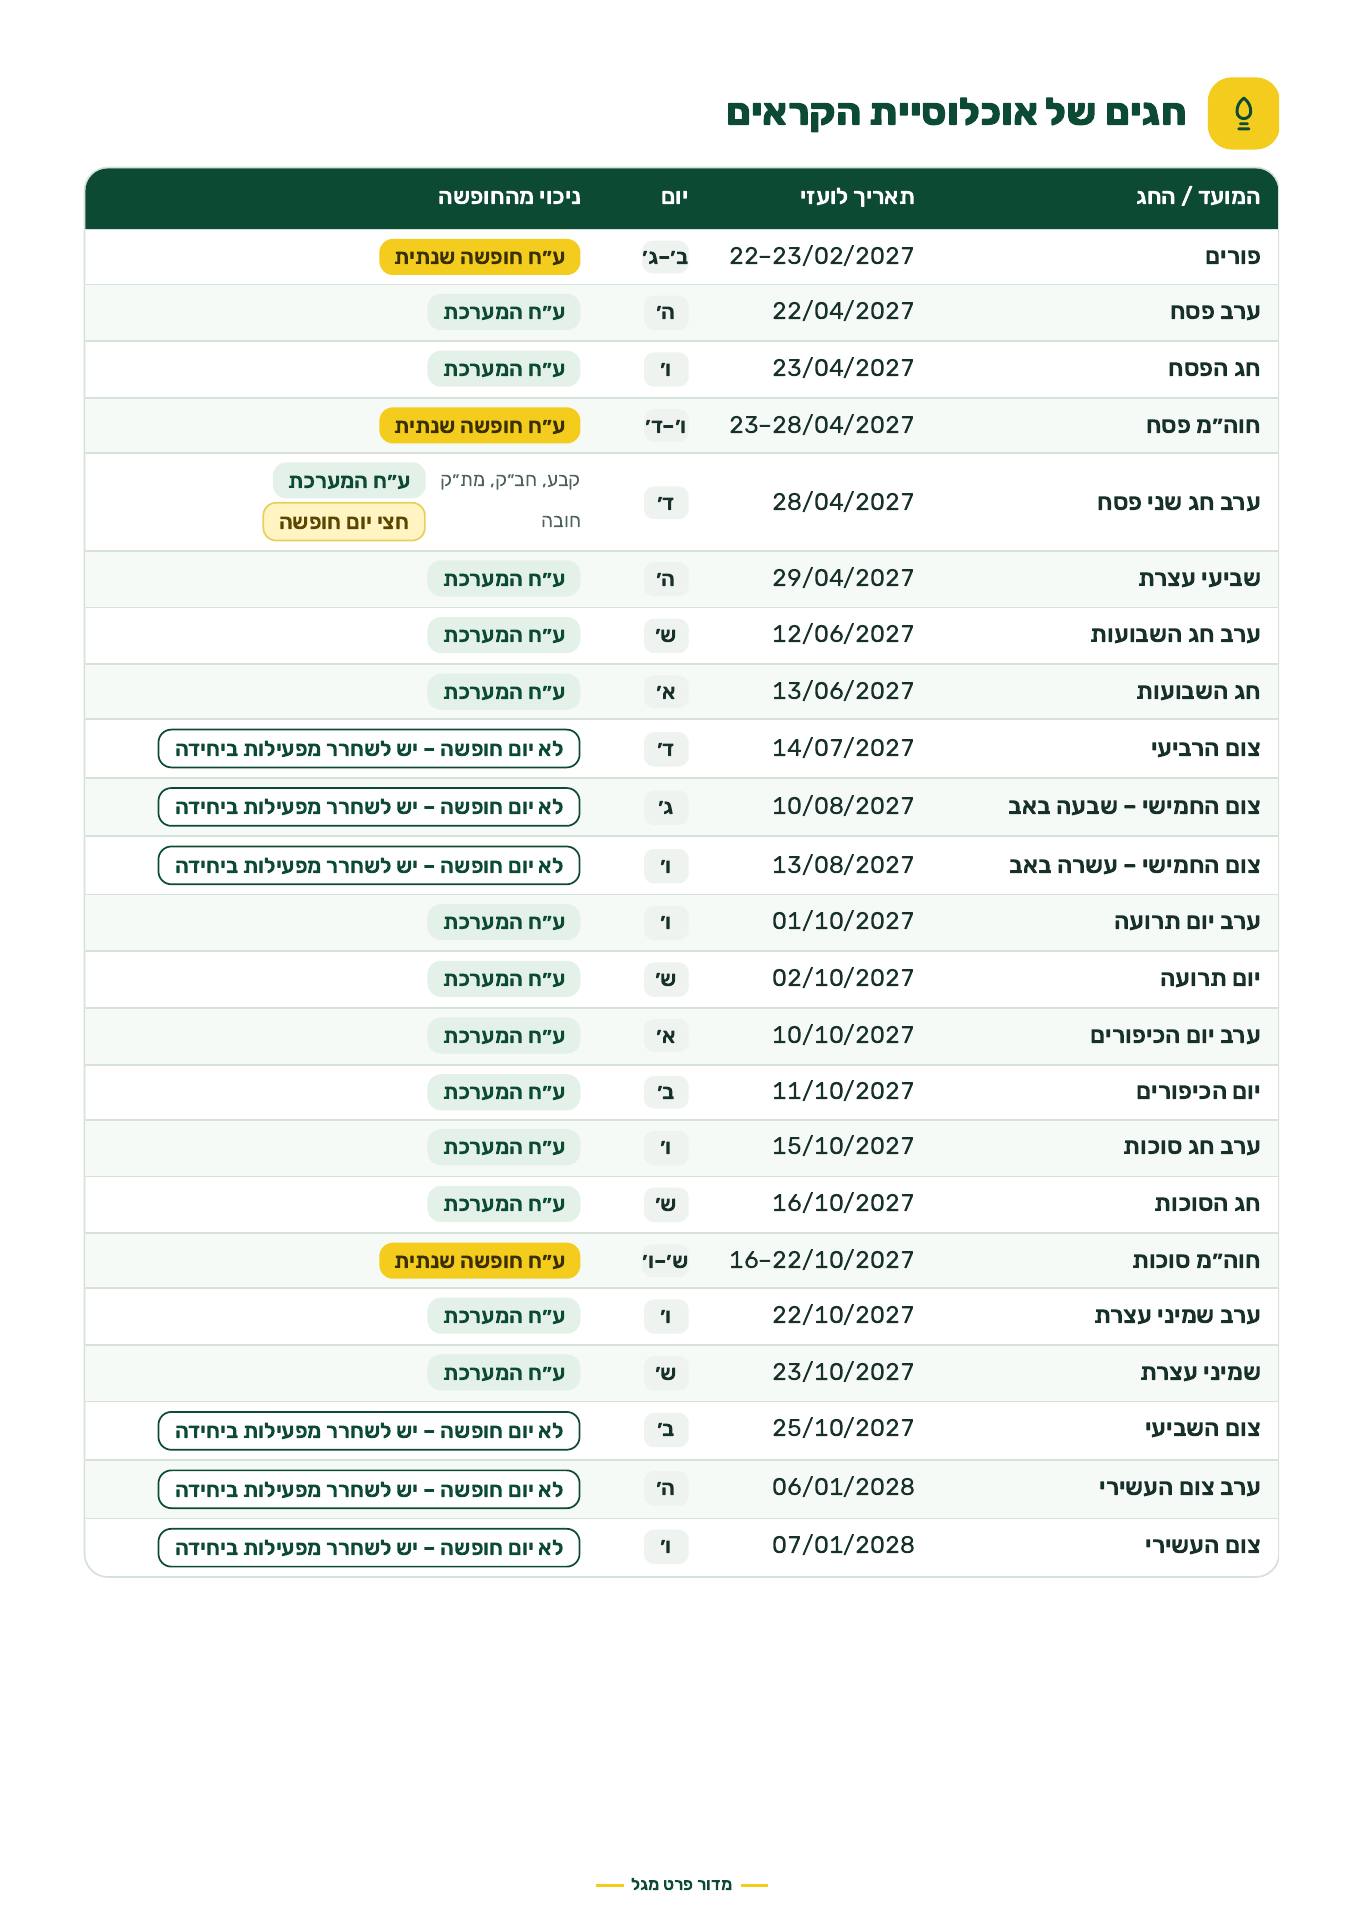 חגים של אוכלוסיית הקראים
המועד / החג תאריך לועזי יום ניכוי מהחופשה
פורים 22–23/02/2027 ב׳–ג׳ ע״ח חופשה שנתית
ערב פסח 22/04/2027 ה׳ ע״ח המערכת
חג הפסח 23/04/2027 ו׳ ע״ח המערכת
חוה״מ פסח 23–28/04/2027 ו׳–ד׳ ע״ח חופשה שנתית
ערב חג שני פסח 28/04/2027 ד׳ קבע, חב״ק, מת״ק ע״ח המערכת
חובה חצי יום חופשה
שביעי עצרת 29/04/2027 ה׳ ע״ח המערכת
ערב חג השבועות 12/06/2027 ש׳ ע״ח המערכת
חג השבועות 13/06/2027 א׳ ע״ח המערכת
צום הרביעי 14/07/2027 ד׳ לא יום חופשה – יש לשחרר מפעילות ביחידה
צום החמישי – שבעה באב 10/08/2027 ג׳ לא יום חופשה – יש לשחרר מפעילות ביחידה
צום החמישי – עשרה באב 13/08/2027 ו׳ לא יום חופשה – יש לשחרר מפעילות ביחידה
ערב יום תרועה 01/10/2027 ו׳ ע״ח המערכת
יום תרועה 02/10/2027 ש׳ ע״ח המערכת
ערב יום הכיפורים 10/10/2027 א׳ ע״ח המערכת
יום הכיפורים 11/10/2027 ב׳ ע״ח המערכת
ערב חג סוכות 15/10/2027 ו׳ ע״ח המערכת
חג הסוכות 16/10/2027 ש׳ ע״ח המערכת
חוה״מ סוכות 16–22/10/2027 ש׳–ו׳ ע״ח חופשה שנתית
ערב שמיני עצרת 22/10/2027 ו׳ ע״ח המערכת
שמיני עצרת 23/10/2027 ש׳ ע״ח המערכת
צום השביעי 25/10/2027 ב׳ לא יום חופשה – יש לשחרר מפעילות ביחידה
ערב צום העשירי 06/01/2028 ה׳ לא יום חופשה – יש לשחרר מפעילות ביחידה
צום העשירי 07/01/2028 ו׳ לא יום חופשה – יש לשחרר מפעילות ביחידה
מדור פרט מגל